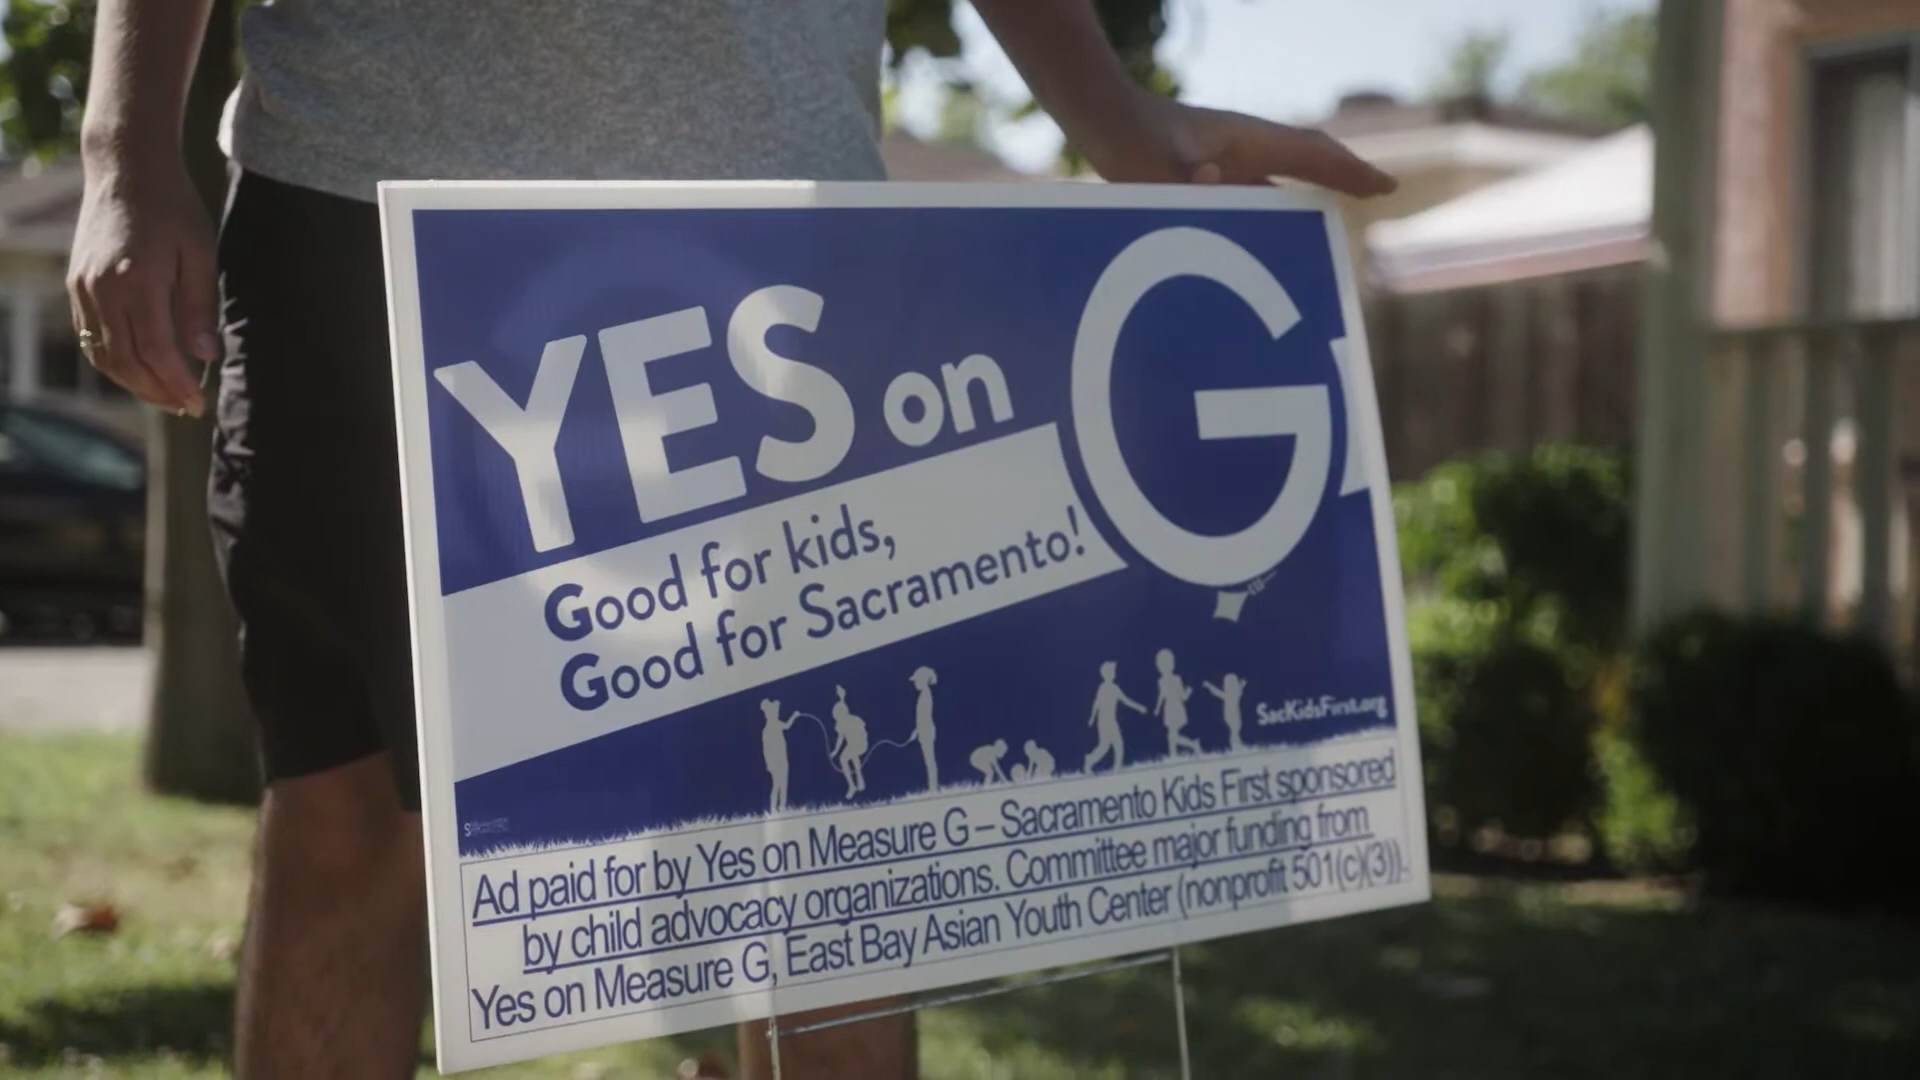 YES on G
Good for kids,
Good for Sacramento!
SacKidsFirst.org
Ad paid for by Yes on Measure G – Sacramento Kids First sponsored
by child advocacy organizations. Committee major funding from
Yes on Measure G, East Bay Asian Youth Center (nonprofit 501(c)(3)).